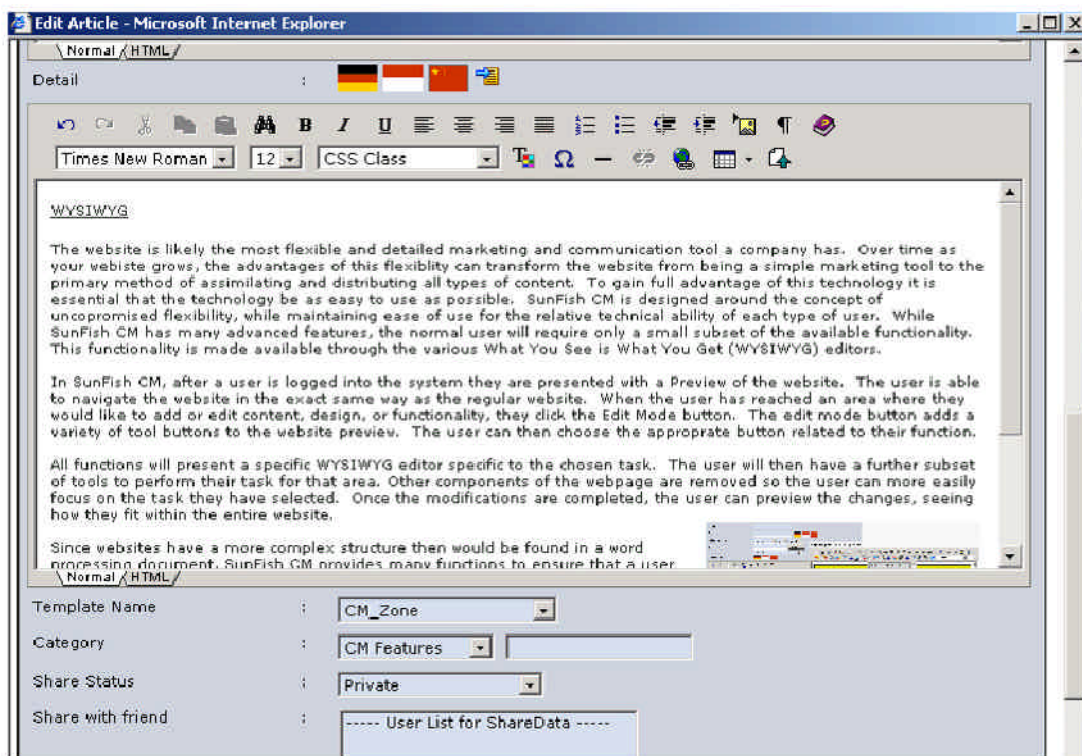 Edit Article - Microsoft Internet Explorer
Normal HTML
Detail :
B I U
Times New Roman 12 CSS Class
WYSIWYG
The website is likely the most flexible and detailed marketing and communication tool a company has. Over time as
your webiste grows, the advantages of this flexiblity can transform the website from being a simple marketing tool to the
primary method of assimilating and distributing all types of content. To gain full advantage of this technology it is
essential that the technology be as easy to use as possible. SunFish CM is designed around the concept of
uncopromised flexibility, while maintaining ease of use for the relative technical ability of each type of user. While
SunFish CM has many advanced features, the normal user will require only a small subset of the available functionality.
This functionality is made available through the various What You See is What You Get (WYSIWYG) editors.
In SunFish CM, after a user is logged into the system they are presented with a Preview of the website. The user is able
to navigate the website in the exact same way as the regular website. When the user has reached an area where they
would like to add or edit content, design, or functionality, they click the Edit Mode button. The edit mode button adds a
variety of tool buttons to the website preview. The user can then choose the approprate button related to their function.
All functions will present a specific WYSIWYG editor specific to the chosen task. The user will then have a further subset
of tools to perform their task for that area. Other components of the webpage are removed so the user can more easily
focus on the task they have selected. Once the modifications are completed, the user can preview the changes, seeing
how they fit within the entire website.
Since websites have a more complex structure then would be found in a word
processing document, SunFish CM provides many functions to ensure that a user
Normal HTML
Template Name : CM_Zone
Category : CM Features
Share Status : Private
Share with friend : ----- User List for ShareData -----